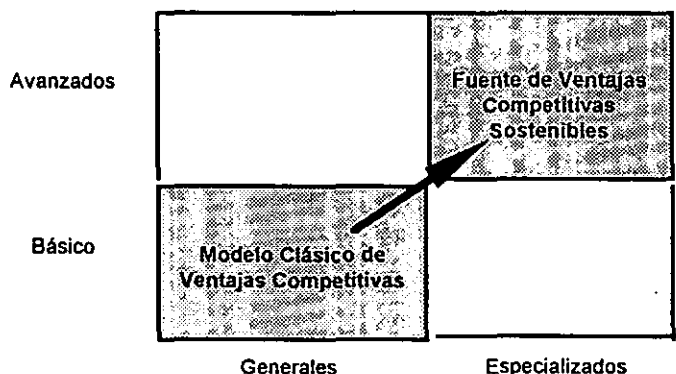 Avanzados
Fuente de Ventajas
Competitivas
Sostenibles
Básico
Modelo Clásico de
Ventajas Competitivas
Generales
Especializados